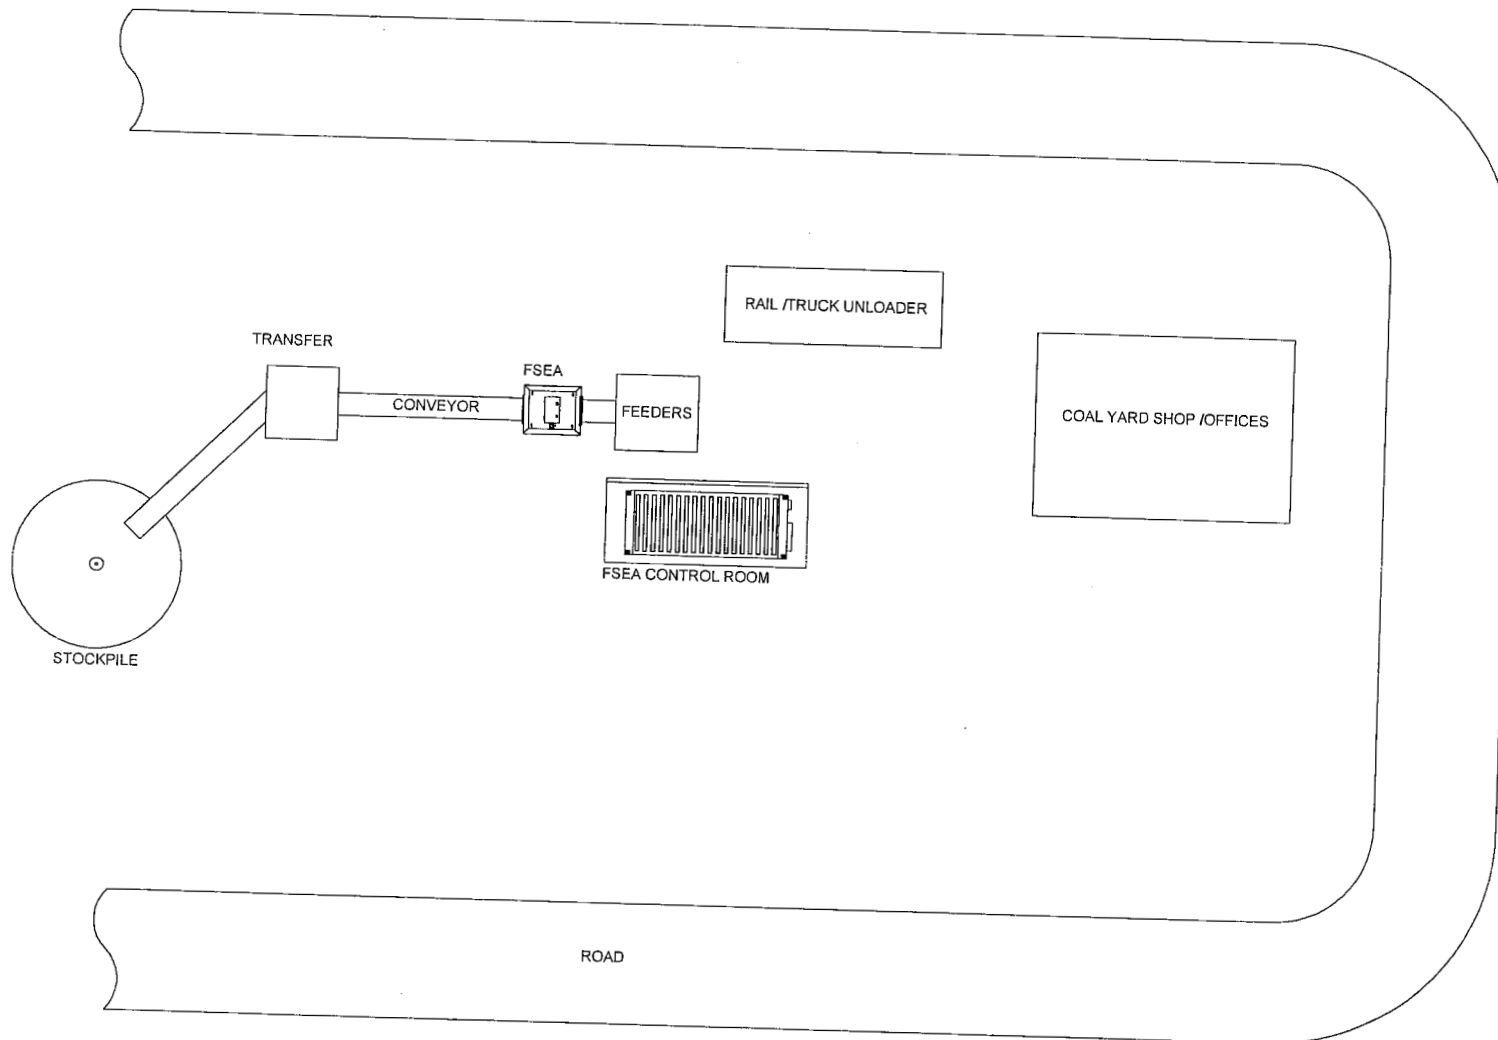 RAIL /TRUCK UNLOADER
TRANSFER
FSEA
CONVEYOR
FEEDERS
COAL YARD SHOP /OFFICES
FSEA CONTROL ROOM
STOCKPILE
ROAD